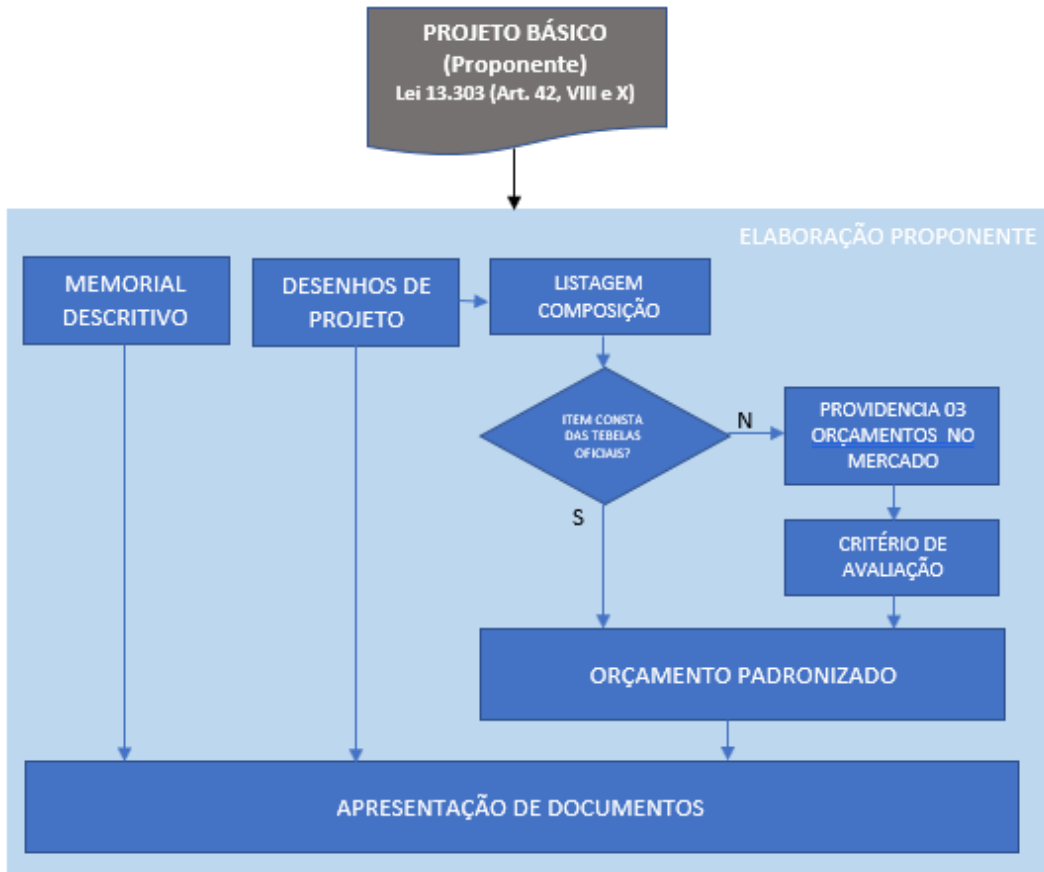 PROJETO BÁSICO
(Proponente)
Lei 13.303 (Art. 42, VIII e X)
ELABORAÇÃO PROPONENTE
MEMORIAL
DESCRITIVO
DESENHOS DE
PROJETO
LISTAGEM
COMPOSIÇÃO
ITEM CONSTA
DAS TEBELAS
OFICIAIS?
N
PROVIDENCIA 03
ORÇAMENTOS NO
MERCADO
S
CRITÉRIO DE
AVALIAÇÃO
ORÇAMENTO PADRONIZADO
APRESENTAÇÃO DE DOCUMENTOS